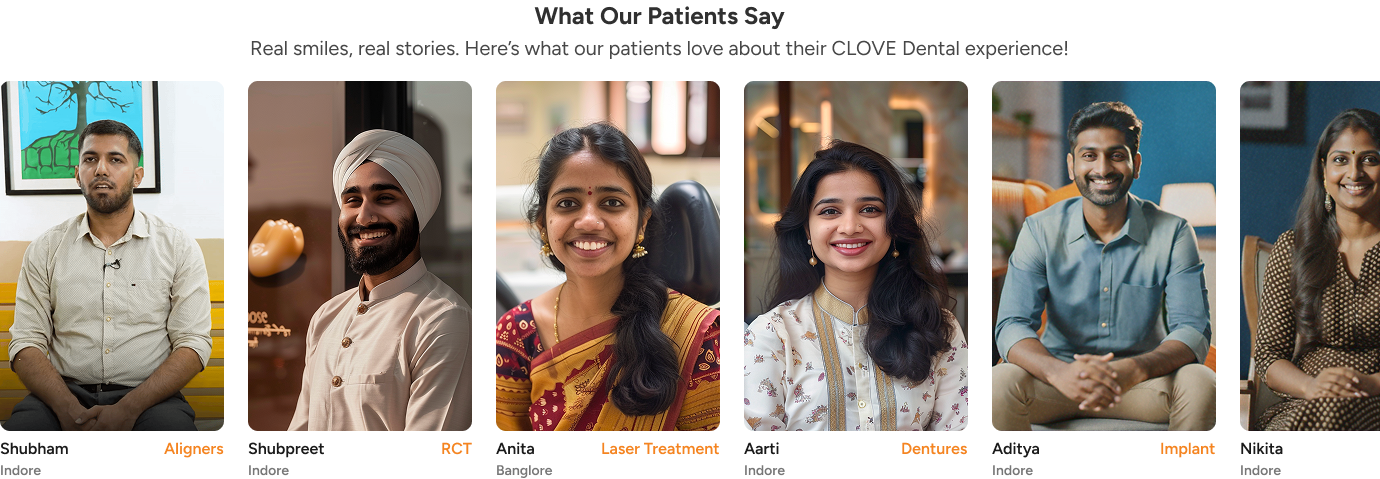 What Our Patients Say
Real smiles, real stories. Here's what our patients love about their CLOVE Dental experience!
Shubham Aligners
Indore
Shubpreet RCT
Indore
Anita Laser Treatment
Banglore
Aarti Dentures
Indore
Aditya Implant
Indore
Nikita
Indore